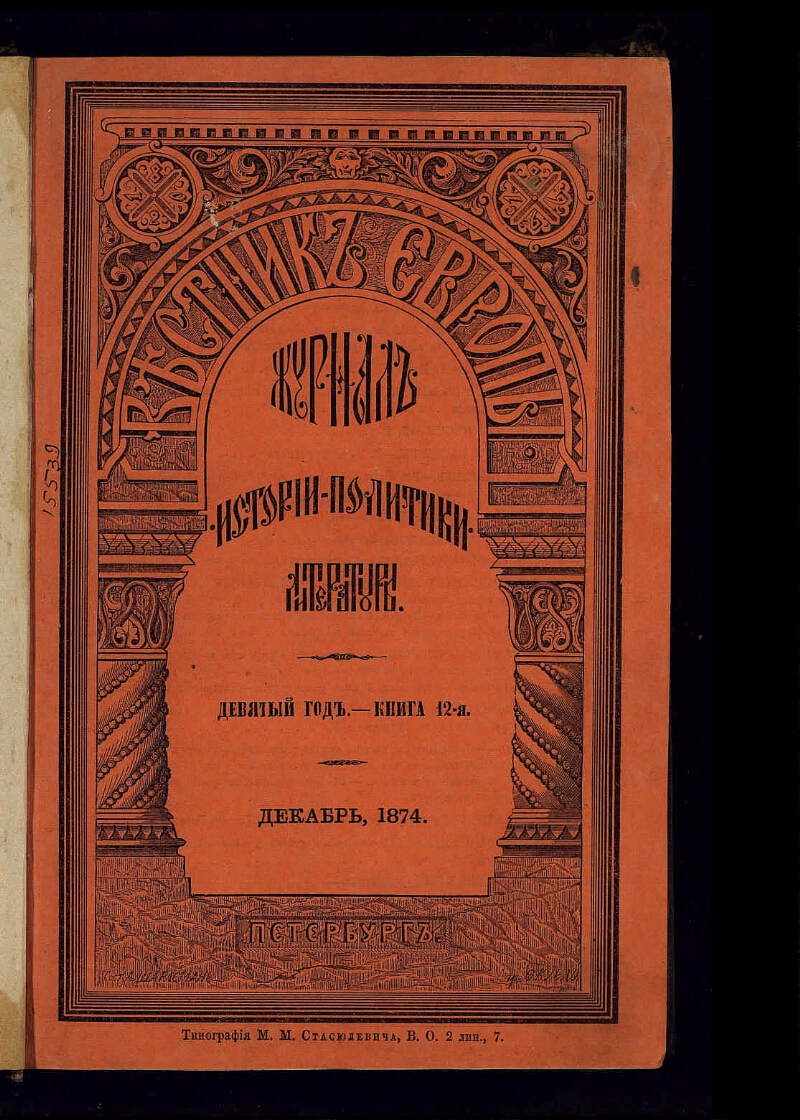 ВѢСТНИКЪ ЕВРОПЫ
ЖУРНАЛЪ
ИСТОРІИ-ПОЛИТИКИ
ЛИТЕРАТУРЫ.
ДЕВЯТЫЙ ГОДЪ.—КНИГА 12-я.
ДЕКАБРЬ, 1874.
ПЕТЕРБУРГЪ.
Типографія М. М. Стасюлевича, В. О. 2 лин., 7.
15539